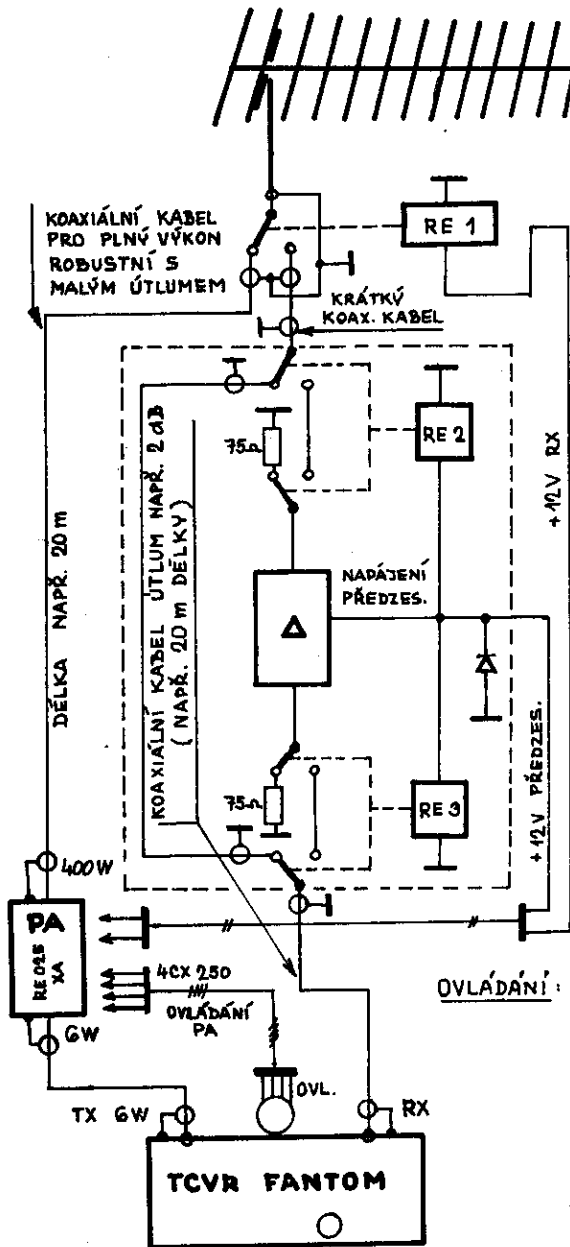 KOAXIÁLNÍ KABEL
PRO PLNÝ VÝKON
ROBUSTNÍ S
MALÝM ÚTLUMEM
RE 1
KRÁTKÝ
KOAX. KABEL
+12V RX
75Ω
RE 2
KOAXIÁLNÍ KABEL ÚTLUM NAPŘ. 2 dB
(NAPŘ. 20 m DÉLKY)
DÉLKA NAPŘ. 20 m
NAPÁJENÍ
PŘEDZES.
Δ
75Ω
RE 3
+12V PŘEDZES.
400W
PA
RE 025
XA
4CX 250
OVLÁDÁNÍ
PA
OVLÁDÁNÍ:
6W
OVL.
TX 6W
RX
TCVR FANTOM